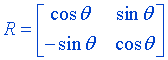 R = [ cos θ   sin θ
     −sin θ   cos θ ]